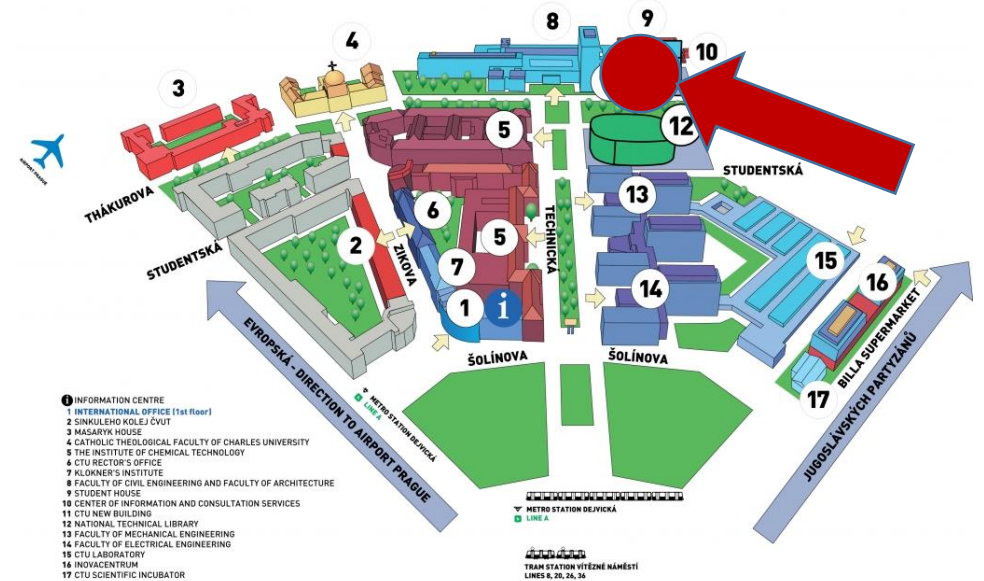 8
9
4
10
3
5
12
AIRPORT PRAGUE
STUDENTSKÁ
THÁKUROVA
13
6
TECHNICKÁ
STUDENTSKÁ
2
ZIKOVA
5
15
7
16
14
1
i
BILLA SUPERMARKET
ŠOLÍNOVA
ŠOLÍNOVA
17
EVROPSKÁ - DIRECTION TO AIRPORT PRAGUE
METRO STATION DEJVICKÁ
LINE A
JUGOSLÁVSKÝCH PARTYZÁNŮ
i INFORMATION CENTRE
1 INTERNATIONAL OFFICE (1st floor)
2 SINKULEHO KOLEJ ČVUT
3 MASARYK HOUSE
4 CATHOLIC THEOLOGICAL FACULTY OF CHARLES UNIVERSITY
5 THE INSTITUTE OF CHEMICAL TECHNOLOGY
6 CTU RECTOR'S OFFICE
7 KLOKNER'S INSTITUTE
8 FACULTY OF CIVIL ENGINEERING AND FACULTY OF ARCHITECTURE
9 STUDENT HOUSE
10 CENTER OF INFORMATION AND CONSULTATION SERVICES
11 CTU NEW BUILDING
12 NATIONAL TECHNICAL LIBRARY
13 FACULTY OF MECHANICAL ENGINEERING
14 FACULTY OF ELECTRICAL ENGINEERING
15 CTU LABORATORY
16 INOVACENTRUM
17 CTU SCIENTIFIC INCUBATOR
METRO STATION DEJVICKÁ
LINE A
TRAM STATION VÍTĚZNÉ NÁMĚSTÍ
LINES 8, 20, 26, 36